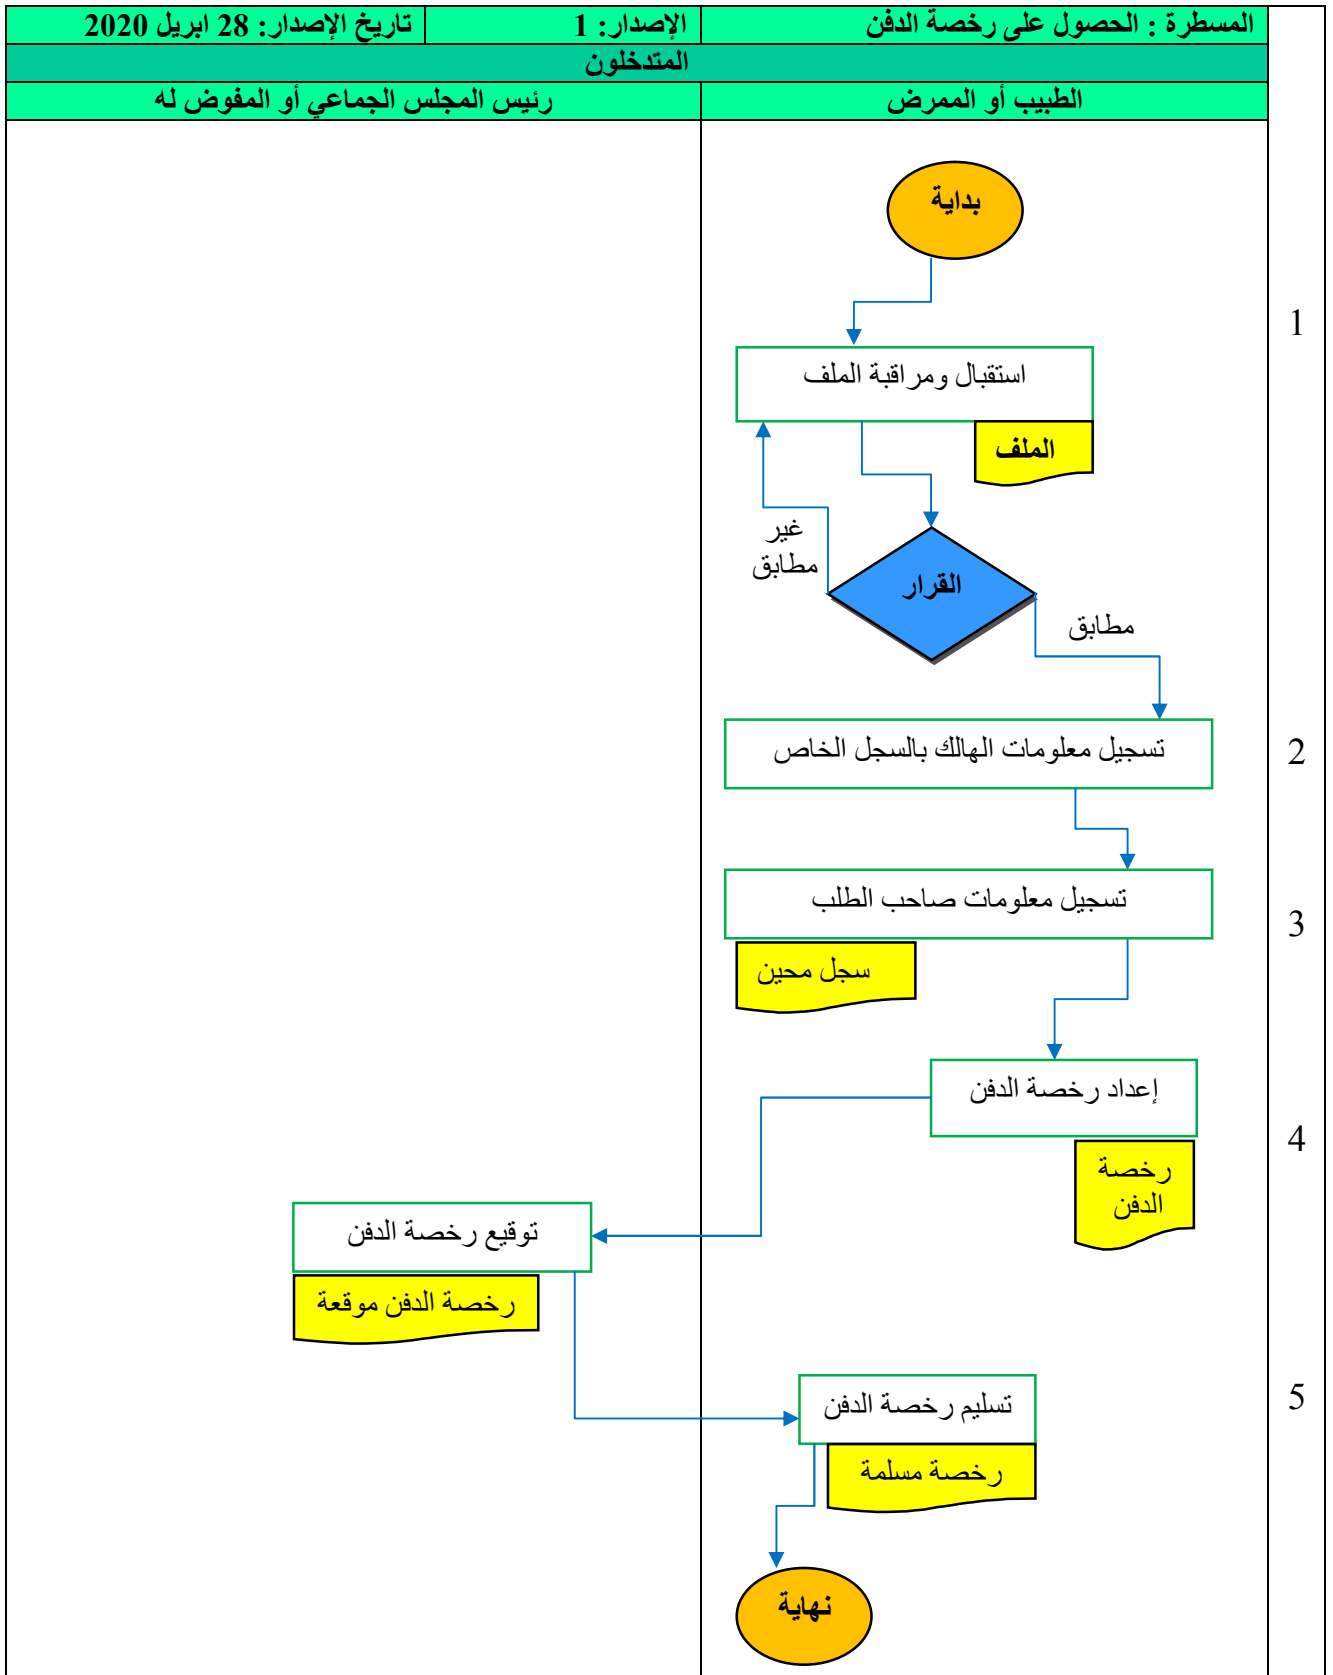 المسطرة : الحصول على رخصة الدفن
الإصدار: 1
تاريخ الإصدار: 28 ابريل 2020
المتدخلون
الطبيب أو الممرض
رئيس المجلس الجماعي أو المفوض له
بداية
1
استقبال ومراقبة الملف
الملف
غير
مطابق
القرار
مطابق
2
تسجيل معلومات الهالك بالسجل الخاص
3
تسجيل معلومات صاحب الطلب
سجل محين
إعداد رخصة الدفن
4
رخصة
الدفن
توقيع رخصة الدفن
رخصة الدفن موقعة
5
تسليم رخصة الدفن
رخصة مسلمة
نهاية